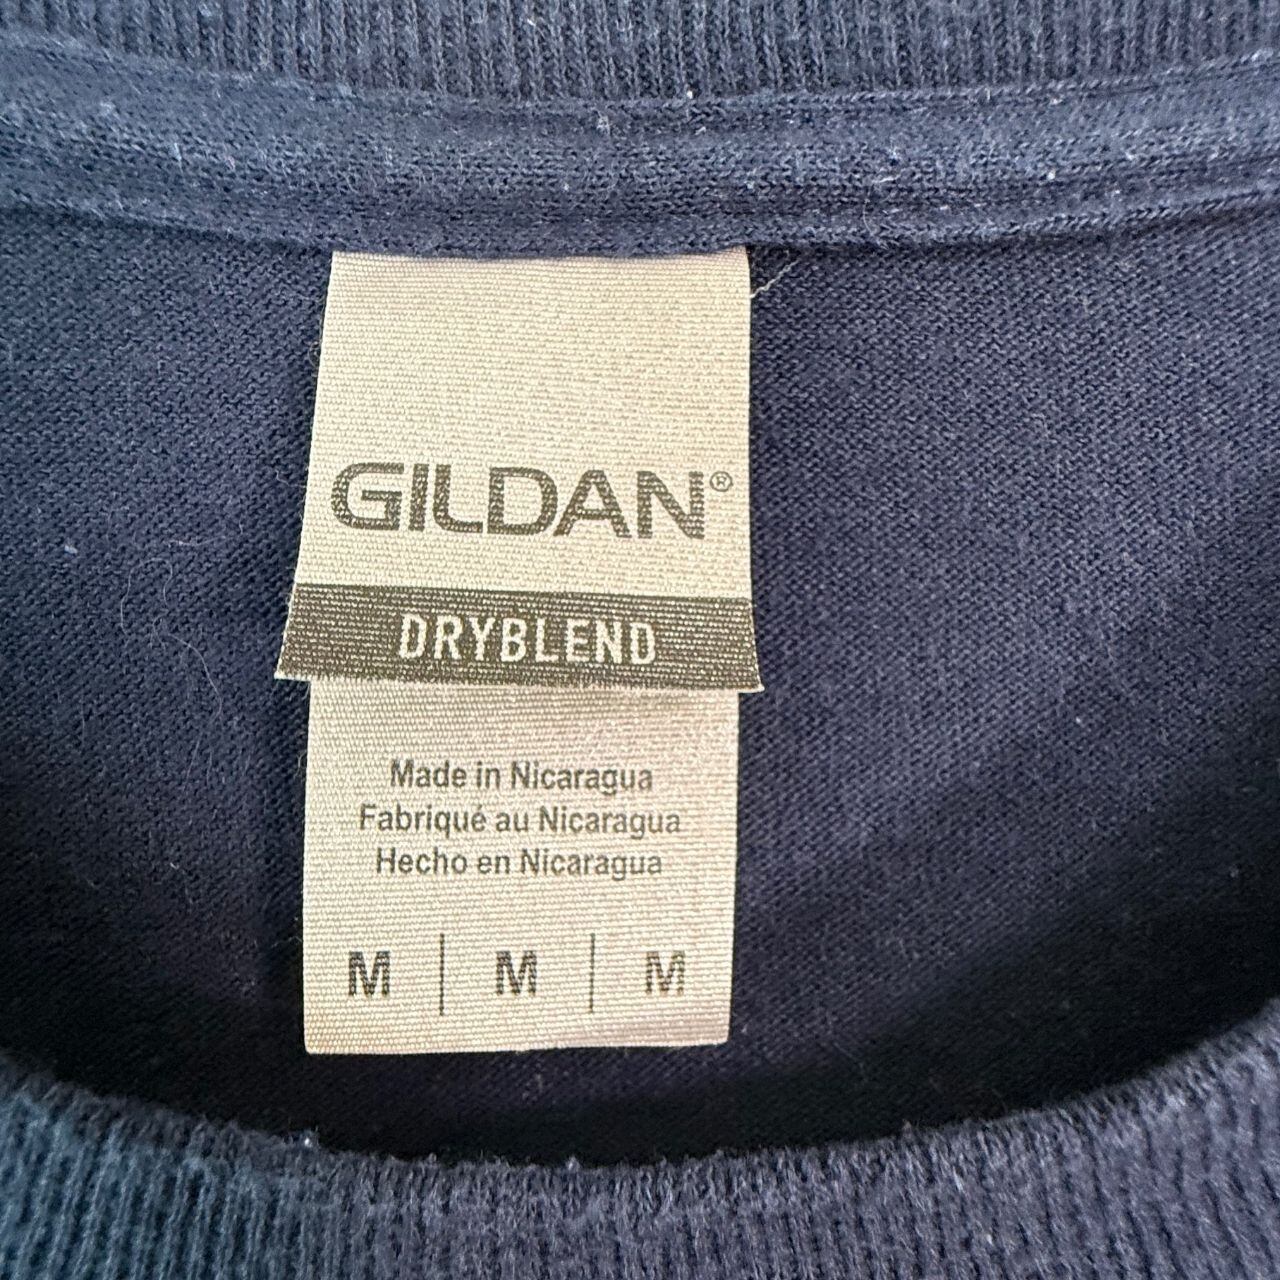 GILDAN®
DRYBLEND
Made in Nicaragua
Fabriqué au Nicaragua
Hecho en Nicaragua
M | M | M